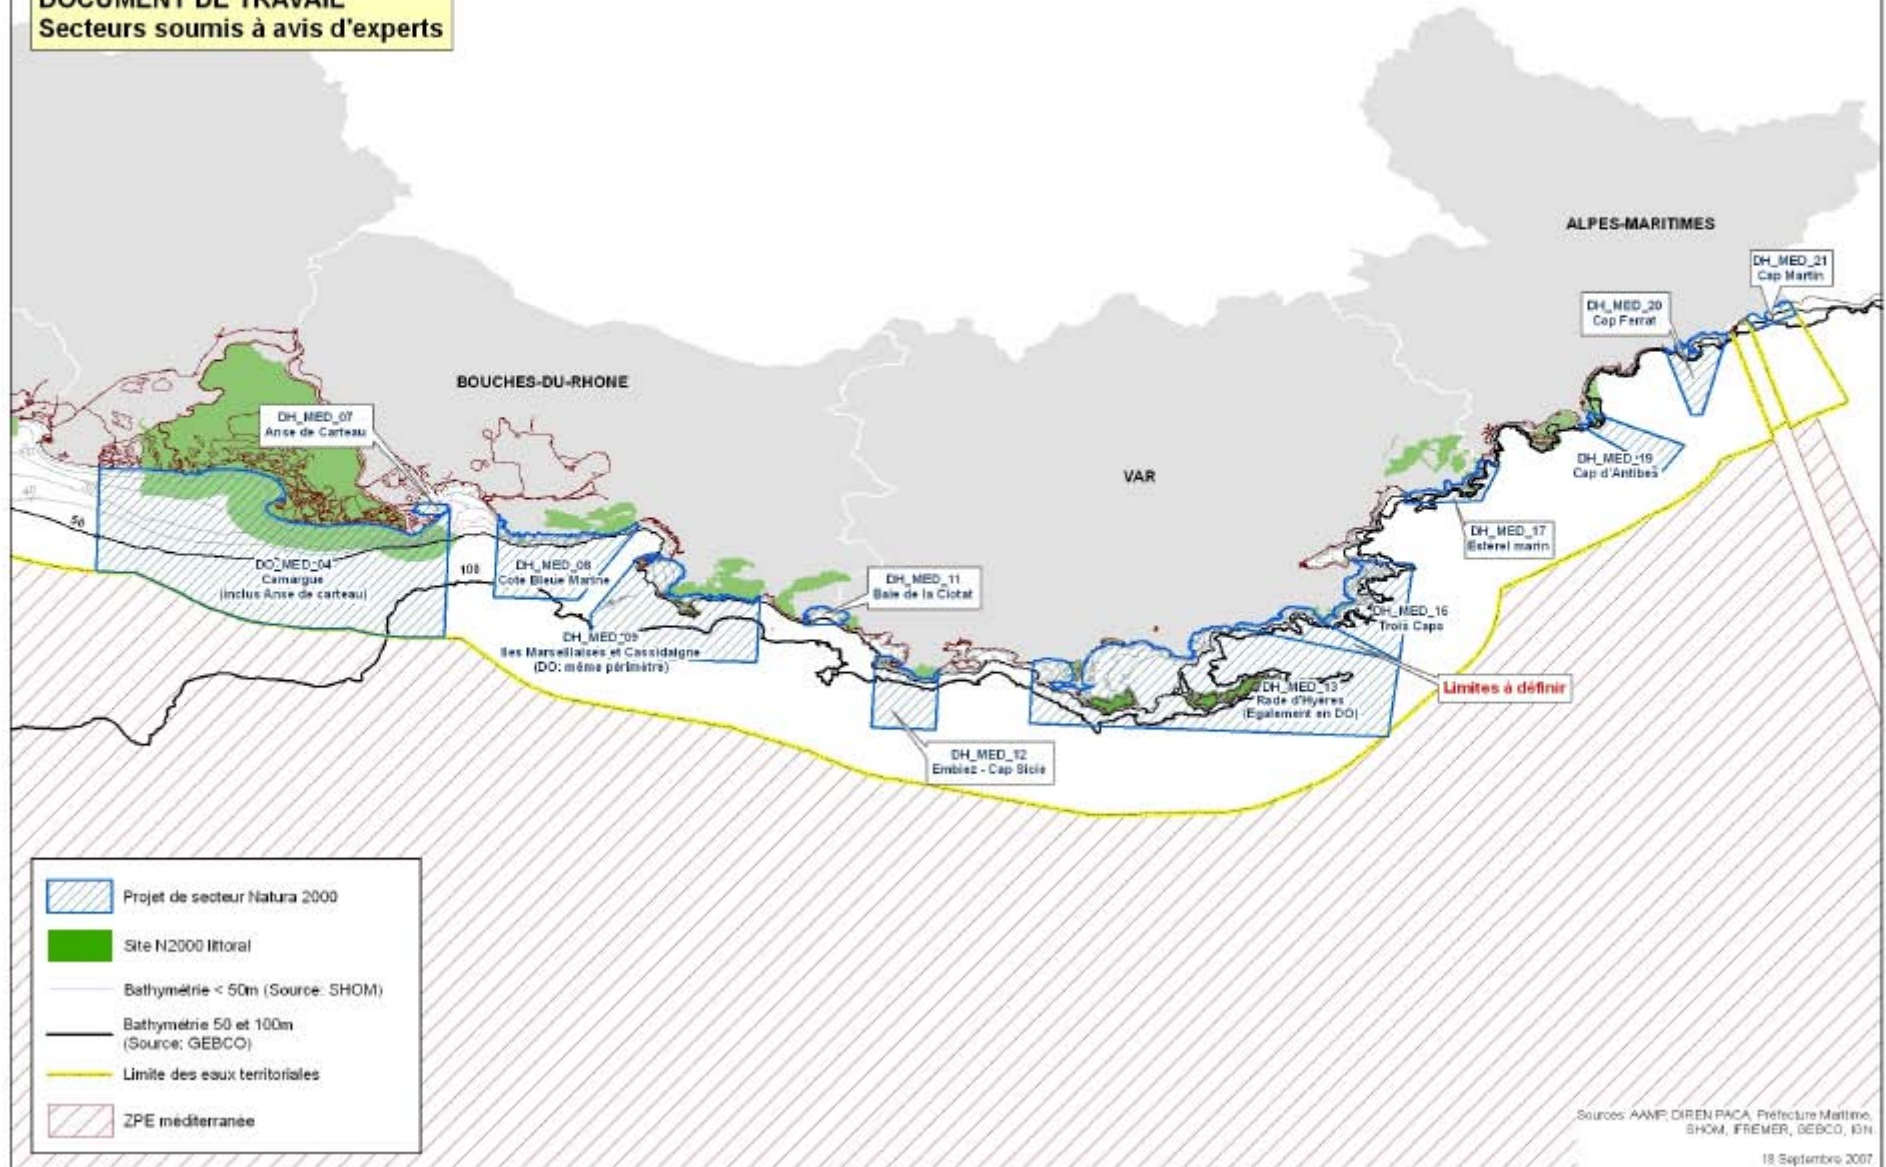 DOCUMENT DE TRAVAIL
Secteurs soumis à avis d'experts
ALPES-MARITIMES
DH_MED_21
Cap Martin
DH_MED_20
Cap Ferrat
BOUCHES-DU-RHONE
DH_MED_07
Anse de Carteau
VAR
DH_MED_19
Cap d'Antibes
DH_MED_17
Esterel marin
50
100
DO_MED_04
Camargue
(inclus Anse de carteau)
DH_MED_08
Cote Bleue Marine
DH_MED_11
Baie de la Ciotat
DH_MED_16
Trois Caps
DH_MED_09
Iles Marseillaises et Cassidaigne
(DO: même périmètre)
Limites à définir
DH_MED_13
Rade d'Hyères
(Egalement en DO)
DH_MED_12
Embiez - Cap Sicié
Projet de secteur Natura 2000
Site N2000 littoral
Bathymétrie < 50m (Source: SHOM)
Bathymétrie 50 et 100m
(Source: GEBCO)
Limite des eaux territoriales
ZPE méditerranée
Sources: AAMP, DIREN PACA, Préfecture Maritime,
SHOM, IFREMER, GEBCO, IGN.
18 Septembre 2007